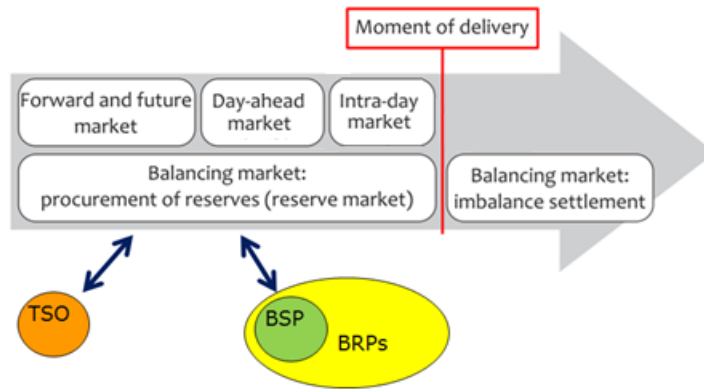 Moment of delivery
Forward and future
market
Day-ahead
market
Intra-day
market
Balancing market:
procurement of reserves (reserve market)
Balancing market:
imbalance settlement
TSO
BSP
BRPs